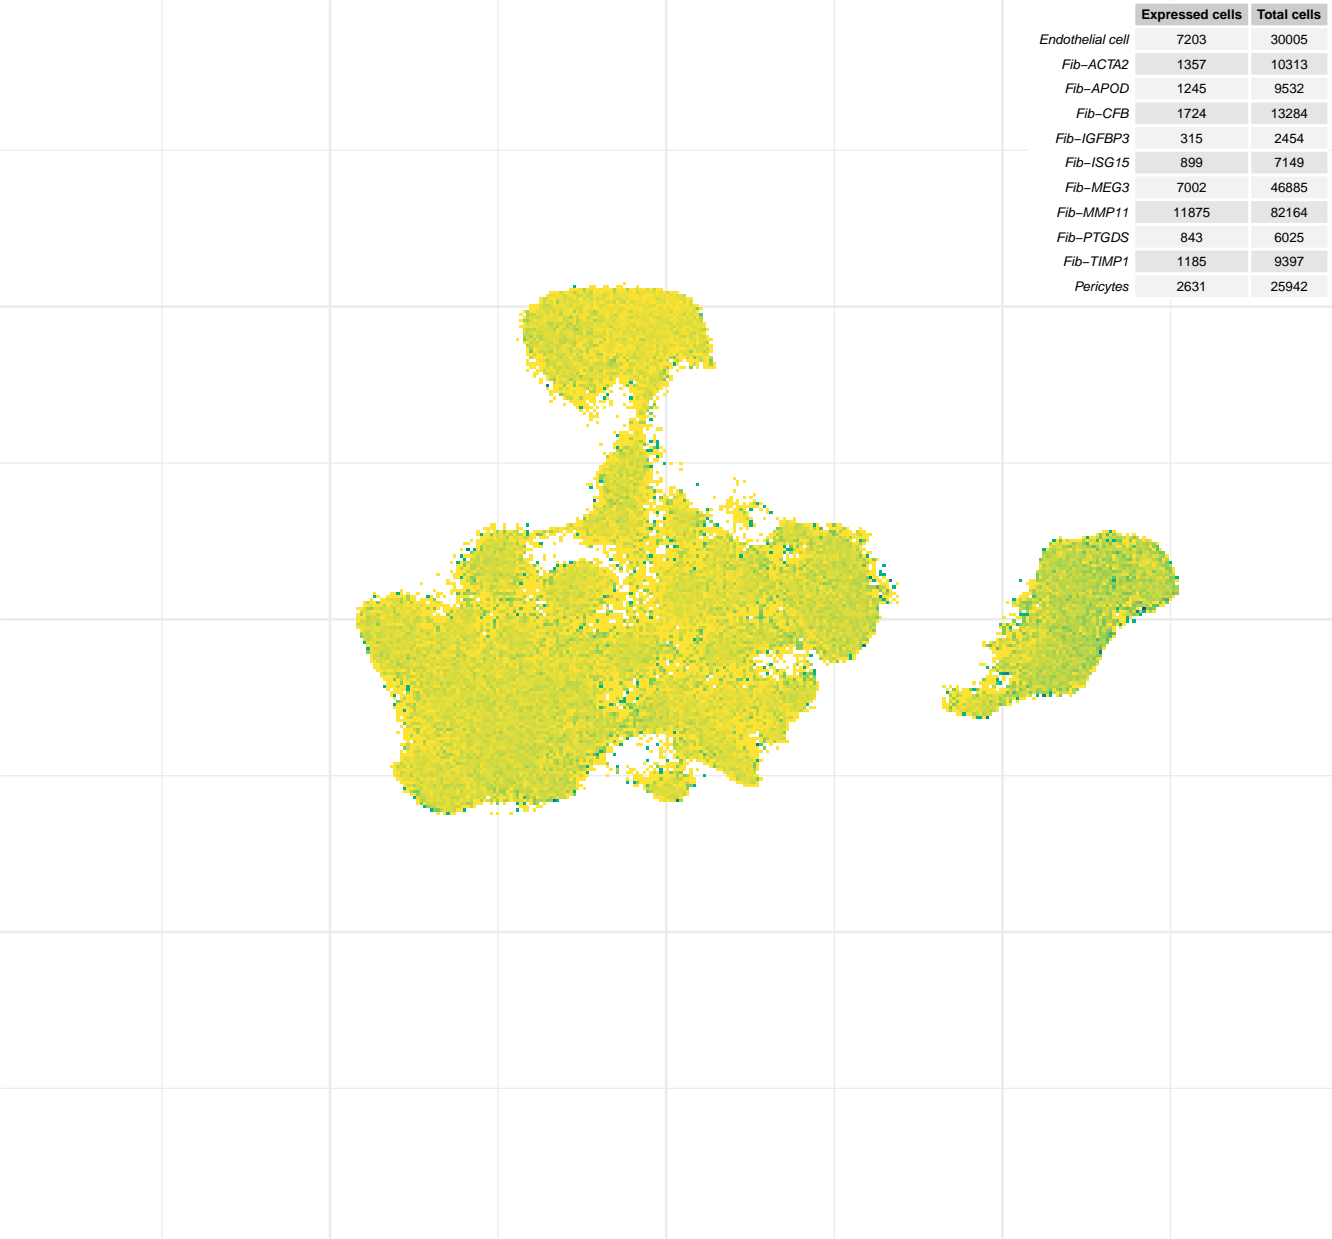 Expressed cells Total cells
Endothelial cell 7203 30005
Fib−ACTA2 1357 10313
Fib−APOD 1245 9532
Fib−CFB 1724 13284
Fib−IGFBP3 315 2454
Fib−ISG15 899 7149
Fib−MEG3 7002 46885
Fib−MMP11 11875 82164
Fib−PTGDS 843 6025
Fib−TIMP1 1185 9397
Pericytes 2631 25942